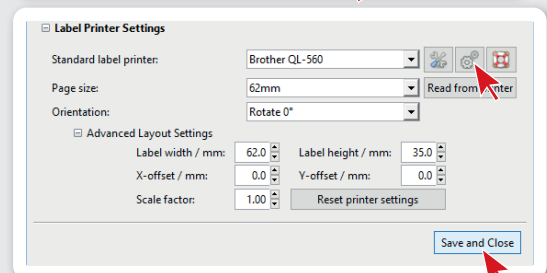 Label Printer Settings
Standard label printer: Brother QL-560
Page size: 62mm Read from Printer
Orientation: Rotate 0°
Advanced Layout Settings
Label width / mm: 62.0 Label height / mm: 35.0
X-offset / mm: 0.0 Y-offset / mm: 0.0
Scale factor: 1.00 Reset printer settings
Save and Close